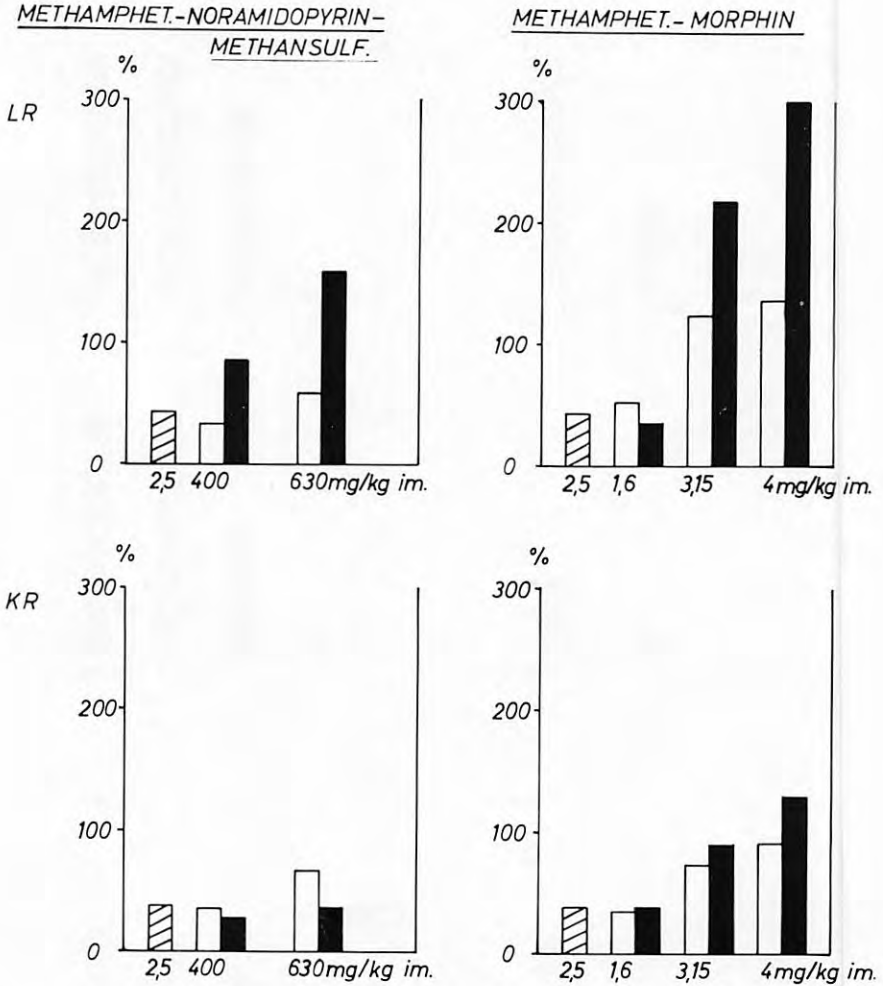 METHAMPHET.-NORAMIDOPYRIN-
METHANSULF.
METHAMPHET.- MORPHIN
LR
%
300
200
100
0
2,5 400 630mg/kg im.
%
300
200
100
0
2,5 1,6 3,15 4mg/kg im.
KR
%
300
200
100
0
2,5 400 630mg/kg im.
%
300
200
100
0
2,5 1,6 3,15 4mg/kg im.